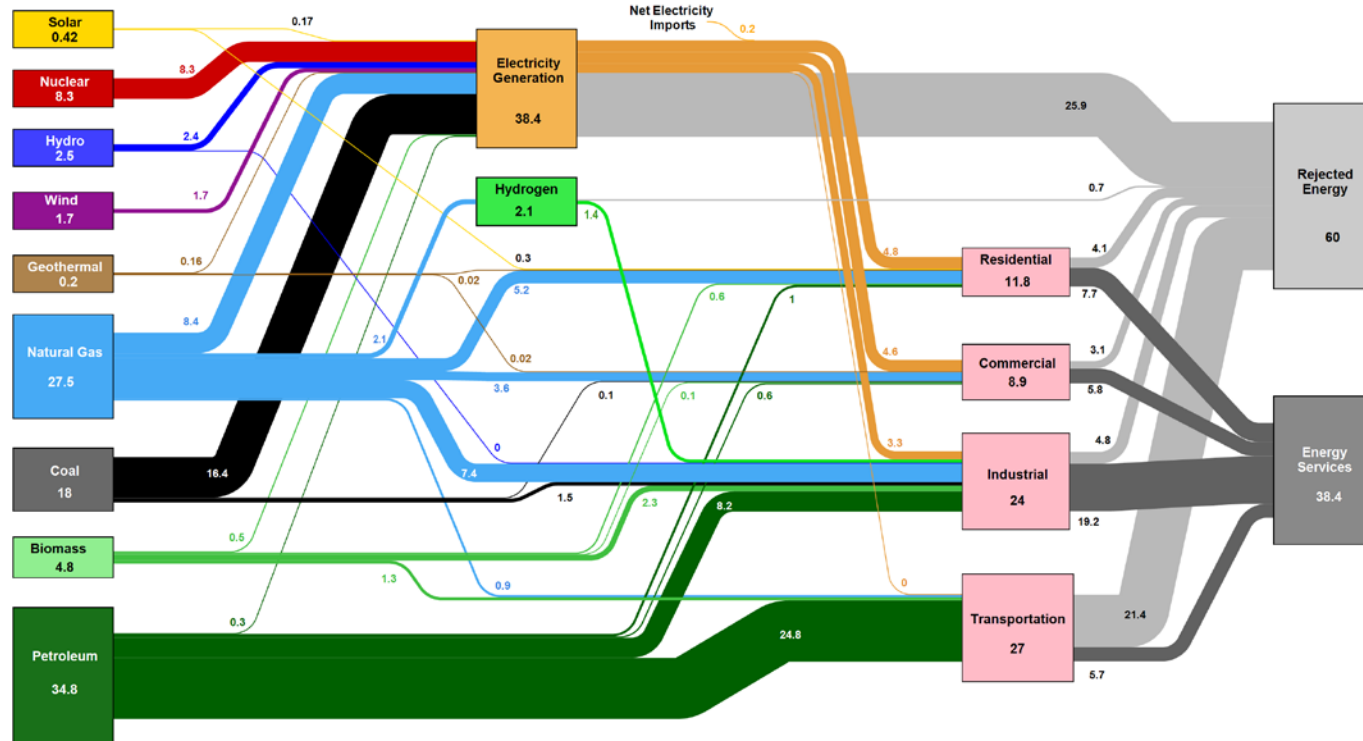 Net Electricity
Imports
0.2
Solar
0.42
0.17
Nuclear
8.3
8.3
Hydro
2.5
2.4
Wind
1.7
1.7
Geothermal
0.2
0.16
Natural Gas
27.5
8.4
2.1
Coal
18
16.4
Biomass
4.8
0.5
1.3
Petroleum
34.8
0.3
Electricity
Generation
38.4
Hydrogen
2.1
1.4
0.3
0.02
5.2
0.6
1
0.02
3.6
0.1
0.1
0.6
0
7.4
1.5
2.3
8.2
0.9
24.8
4.8
4.6
3.3
0
Residential
11.8
Commercial
8.9
Industrial
24
Transportation
27
25.9
0.7
4.1
7.7
3.1
5.8
4.8
19.2
21.4
5.7
Rejected
Energy
60
Energy
Services
38.4